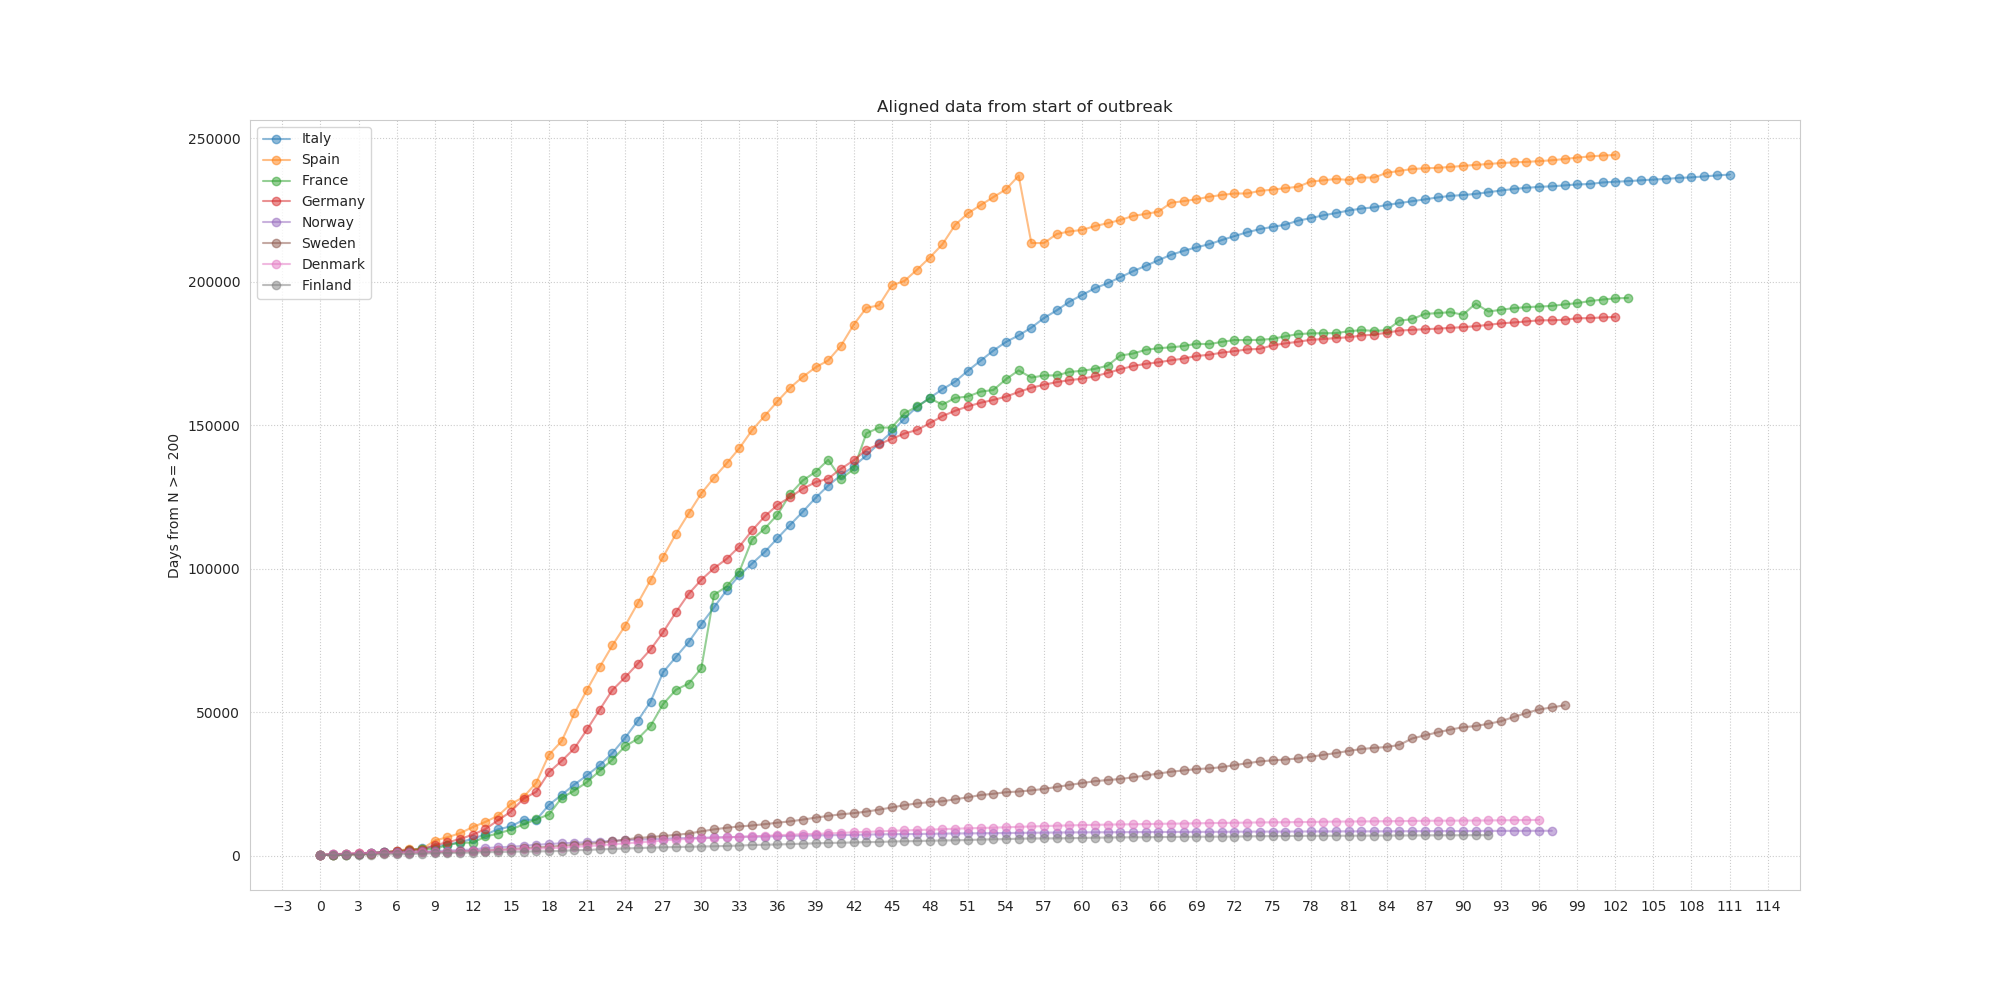 Aligned data from start of outbreak
250000
200000
150000
100000
50000
0
Days from N >= 200
Italy
Spain
France
Germany
Norway
Sweden
Denmark
Finland
−3 0 3 6 9 12 15 18 21 24 27 30 33 36 39 42 45 48 51 54 57 60 63 66 69 72 75 78 81 84 87 90 93 96 99 102 105 108 111 114